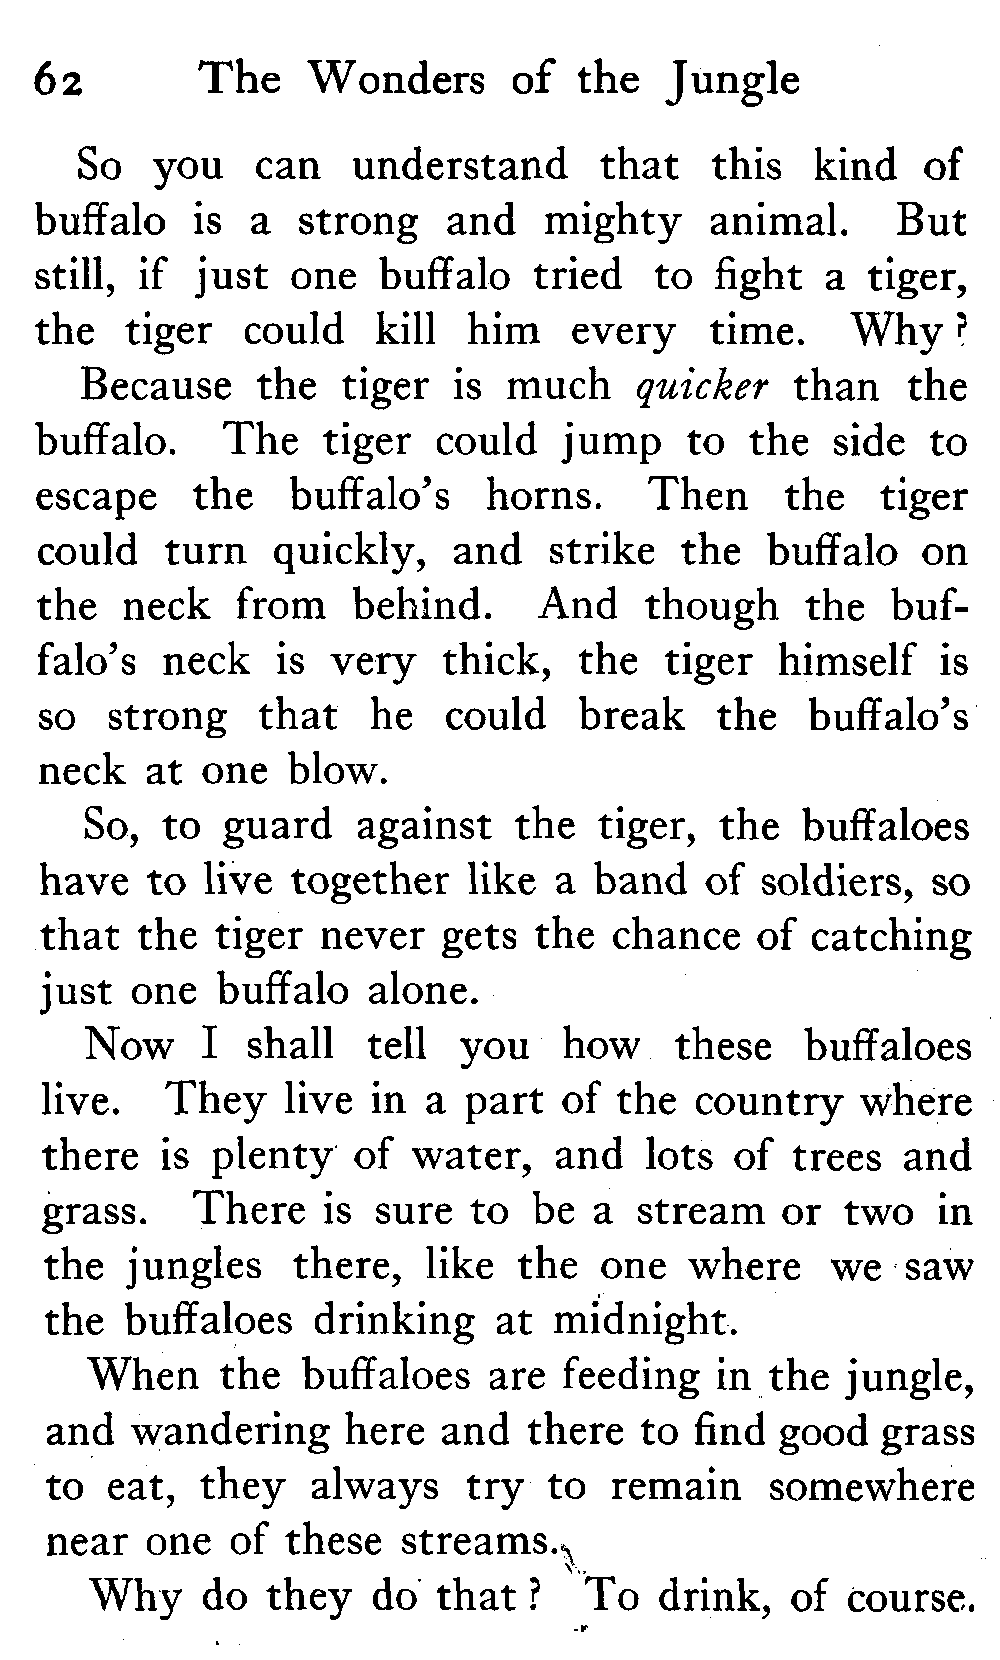 62 The Wonders of the Jungle
So you can understand that this kind of
buffalo is a strong and mighty animal. But
still, if just one buffalo tried to fight a tiger,
the tiger could kill him every time. Why?
Because the tiger is much quicker than the
buffalo. The tiger could jump to the side to
escape the buffalo's horns. Then the tiger
could turn quickly, and strike the buffalo on
the neck from behind. And though the buf-
falo's neck is very thick, the tiger himself is
so strong that he could break the buffalo's
neck at one blow.
So, to guard against the tiger, the buffaloes
have to live together like a band of soldiers, so
that the tiger never gets the chance of catching
just one buffalo alone.
Now I shall tell you how these buffaloes
live. They live in a part of the country where
there is plenty of water, and lots of trees and
grass. There is sure to be a stream or two in
the jungles there, like the one where we saw
the buffaloes drinking at midnight.
When the buffaloes are feeding in the jungle,
and wandering here and there to find good grass
to eat, they always try to remain somewhere
near one of these streams.
Why do they do that? To drink, of course.